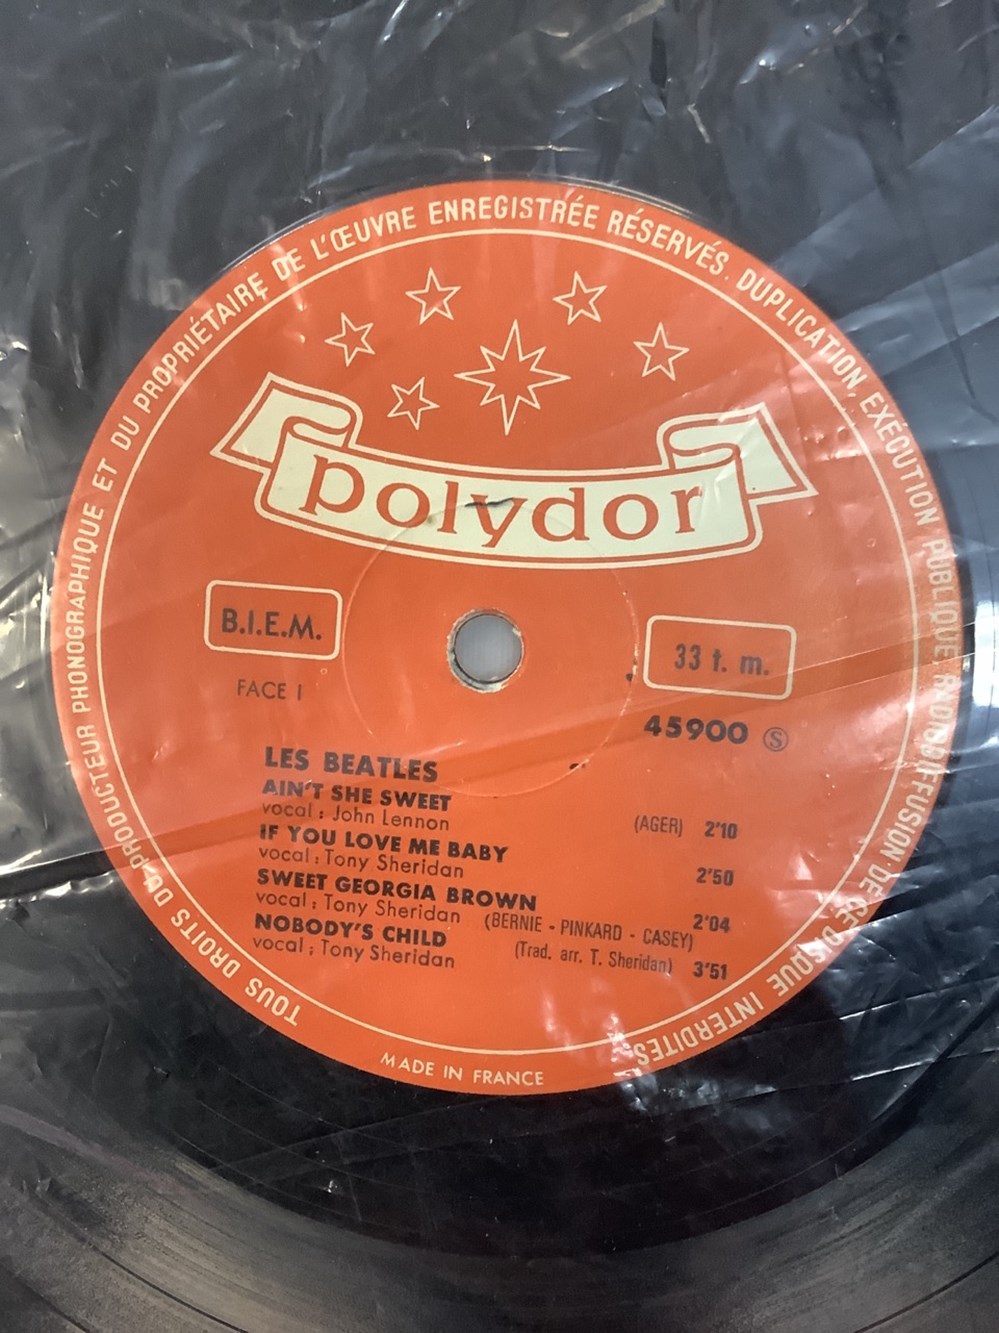 TOUS DROITS DU PRODUCTEUR PHONOGRAPHIQUE ET DU PROPRIÉTAIRE DE L'ŒUVRE ENREGISTRÉE RÉSERVÉS. DUPLICATION, EXÉCUTION PUBLIQUE, RADIODIFFUSION DE CE DISQUE INTERDITES.
polydor
B.I.E.M.
33 t. m.
FACE I
45900 Ⓢ
LES BEATLES
AIN'T SHE SWEET
vocal : John Lennon (AGER) 2'10
IF YOU LOVE ME BABY
vocal : Tony Sheridan 2'50
SWEET GEORGIA BROWN
vocal : Tony Sheridan (BERNIE - PINKARD - CASEY) 2'04
NOBODY'S CHILD
vocal : Tony Sheridan (Trad. arr. T. Sheridan) 3'51
MADE IN FRANCE